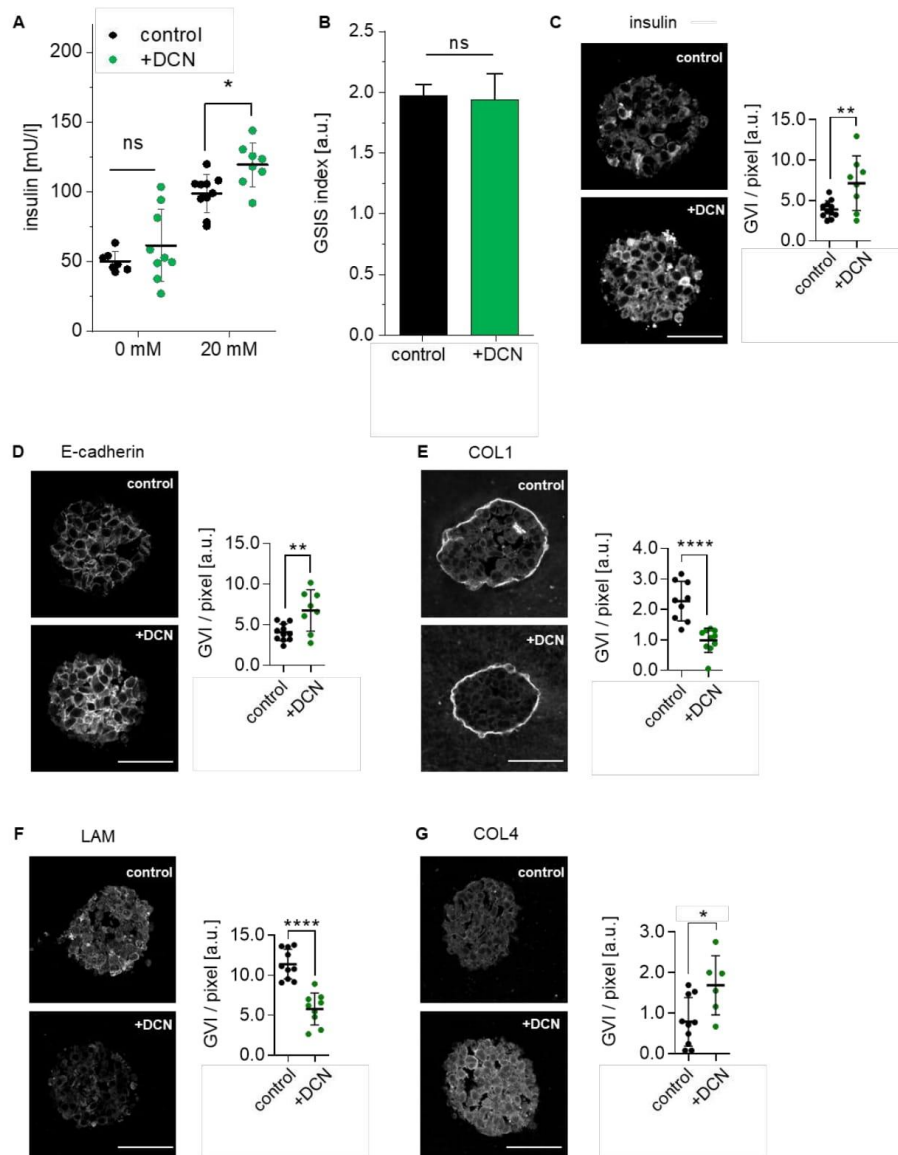 A
control
+DCN
insulin [mU/l]
200
150
100
50
0
ns
*
0 mM
20 mM
B
GSIS index [a.u.]
2.5
2.0
1.5
1.0
0.5
0.0
ns
control
+DCN
C
insulin
control
+DCN
GVI / pixel [a.u.]
15.0
10.0
5.0
0.0
**
control
+DCN
D
E-cadherin
control
+DCN
GVI / pixel [a.u.]
15.0
10.0
5.0
0.0
**
control
+DCN
E
COL1
control
+DCN
GVI / pixel [a.u.]
4.0
3.0
2.0
1.0
0.0
****
control
+DCN
F
LAM
control
+DCN
GVI / pixel [a.u.]
15.0
10.0
5.0
0.0
****
control
+DCN
G
COL4
control
+DCN
GVI / pixel [a.u.]
3.0
2.0
1.0
0.0
*
control
+DCN